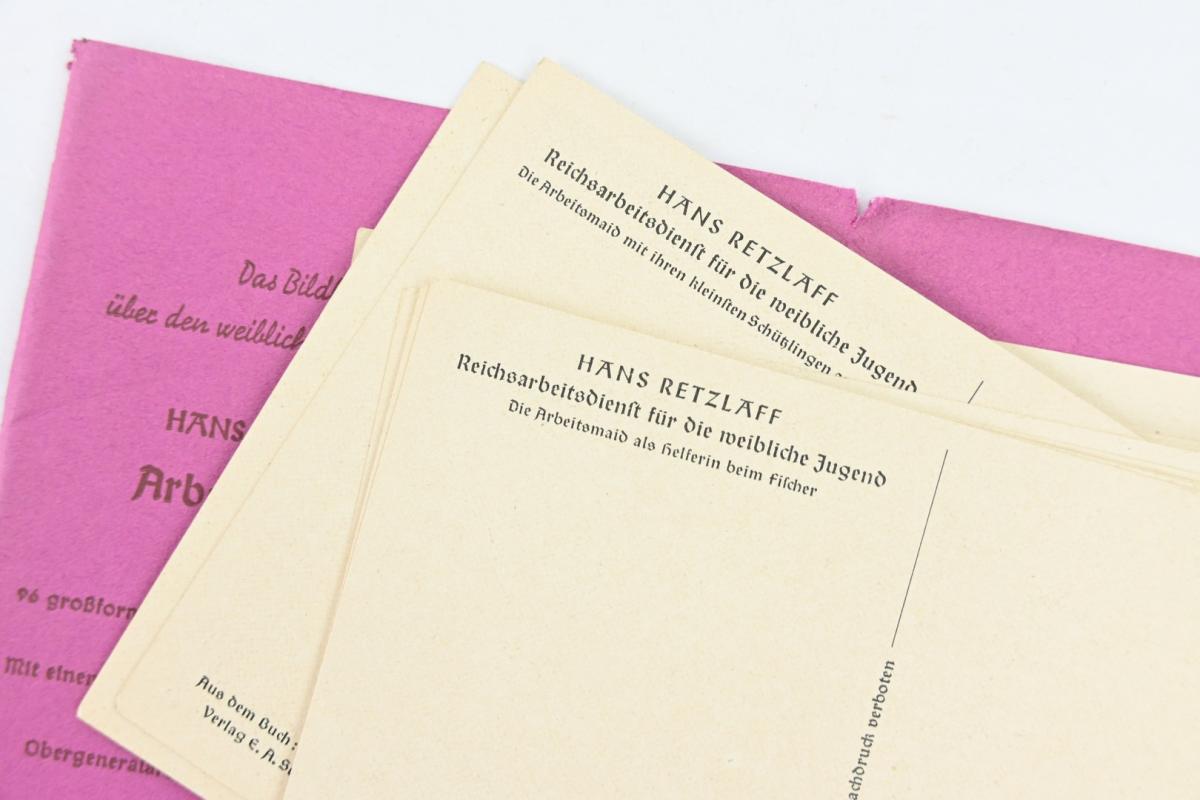 Das Bild
über den weiblich
HANS
Arb
96 großform
Mit einer
Obergenerala
HANS RETZLAFF
Reichsarbeitsdienſt für die weibliche Jugend
Die Arbeitsmaid mit ihren kleinſten Schützlingen
Aus dem Buch:
Verlag E. A. S
HANS RETZLAFF
Reichsarbeitsdienſt für die weibliche Jugend
Die Arbeitsmaid als Helferin beim Fiſcher
achdruck verboten